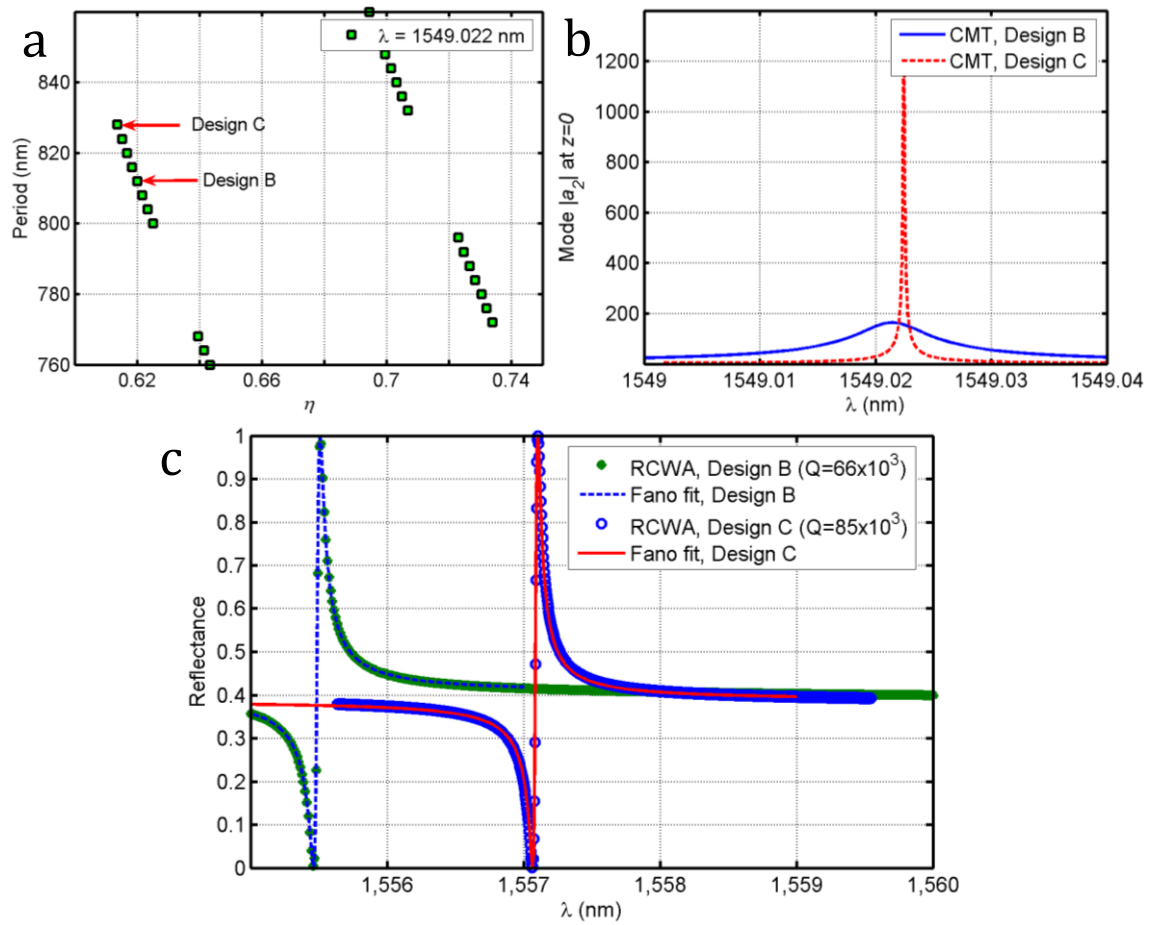 a
λ = 1549.022 nm
840
820
800
780
760
Period (nm)
Design C
Design B
0.62
0.66
0.7
0.74
η
b
CMT, Design B
CMT, Design C
1200
1000
800
600
400
200
Mode |a₂| at z=0
1549
1549.01
1549.02
1549.03
1549.04
λ (nm)
c
RCWA, Design B (Q=66x10³)
Fano fit, Design B
RCWA, Design C (Q=85x10³)
Fano fit, Design C
1
0.9
0.8
0.7
0.6
0.5
0.4
0.3
0.2
0.1
0
Reflectance
1,556
1,557
1,558
1,559
1,560
λ (nm)